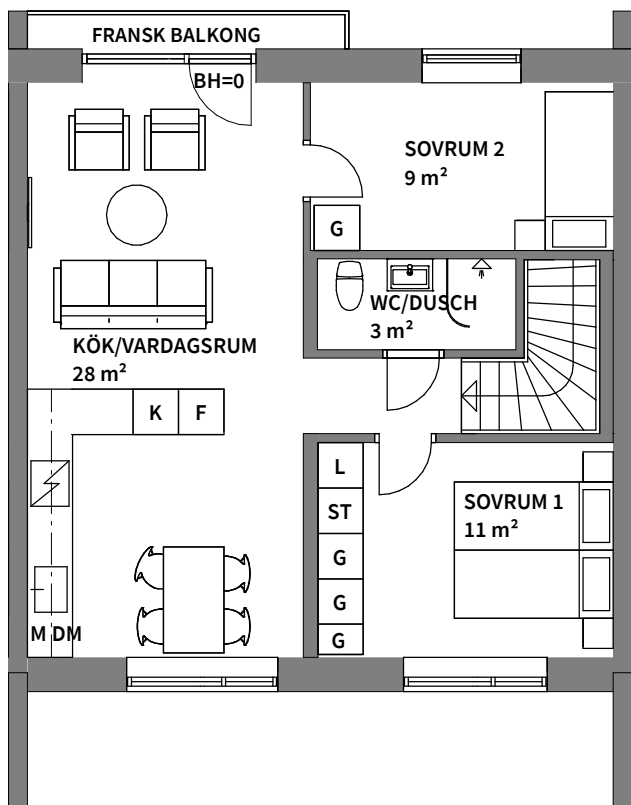 FRANSK BALKONG
BH=0
SOVRUM 2
9 m²
G
WC/DUSCH
3 m²
KÖK/VARDAGSRUM
28 m²
K F
L
ST
G
G
G
SOVRUM 1
11 m²
M DM